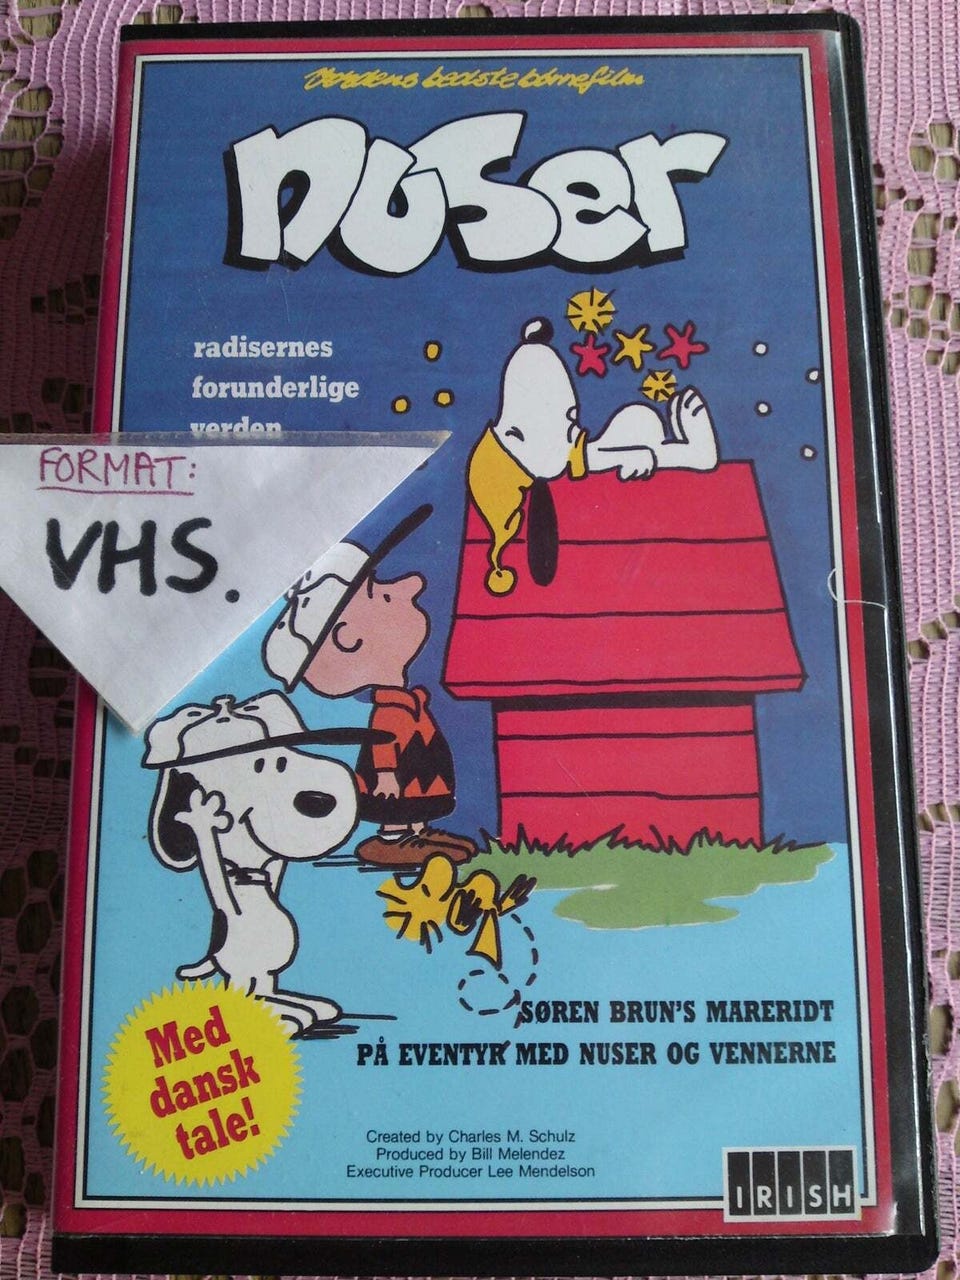 Verdens bedste børnefilm
nuser
radisernes
forunderlige
verden
FORMAT:
VHS.
SØREN BRUN'S MARERIDT
PÅ EVENTYR MED NUSER OG VENNERNE
Med
dansk
tale!
Created by Charles M. Schulz
Produced by Bill Melendez
Executive Producer Lee Mendelson
IRISH